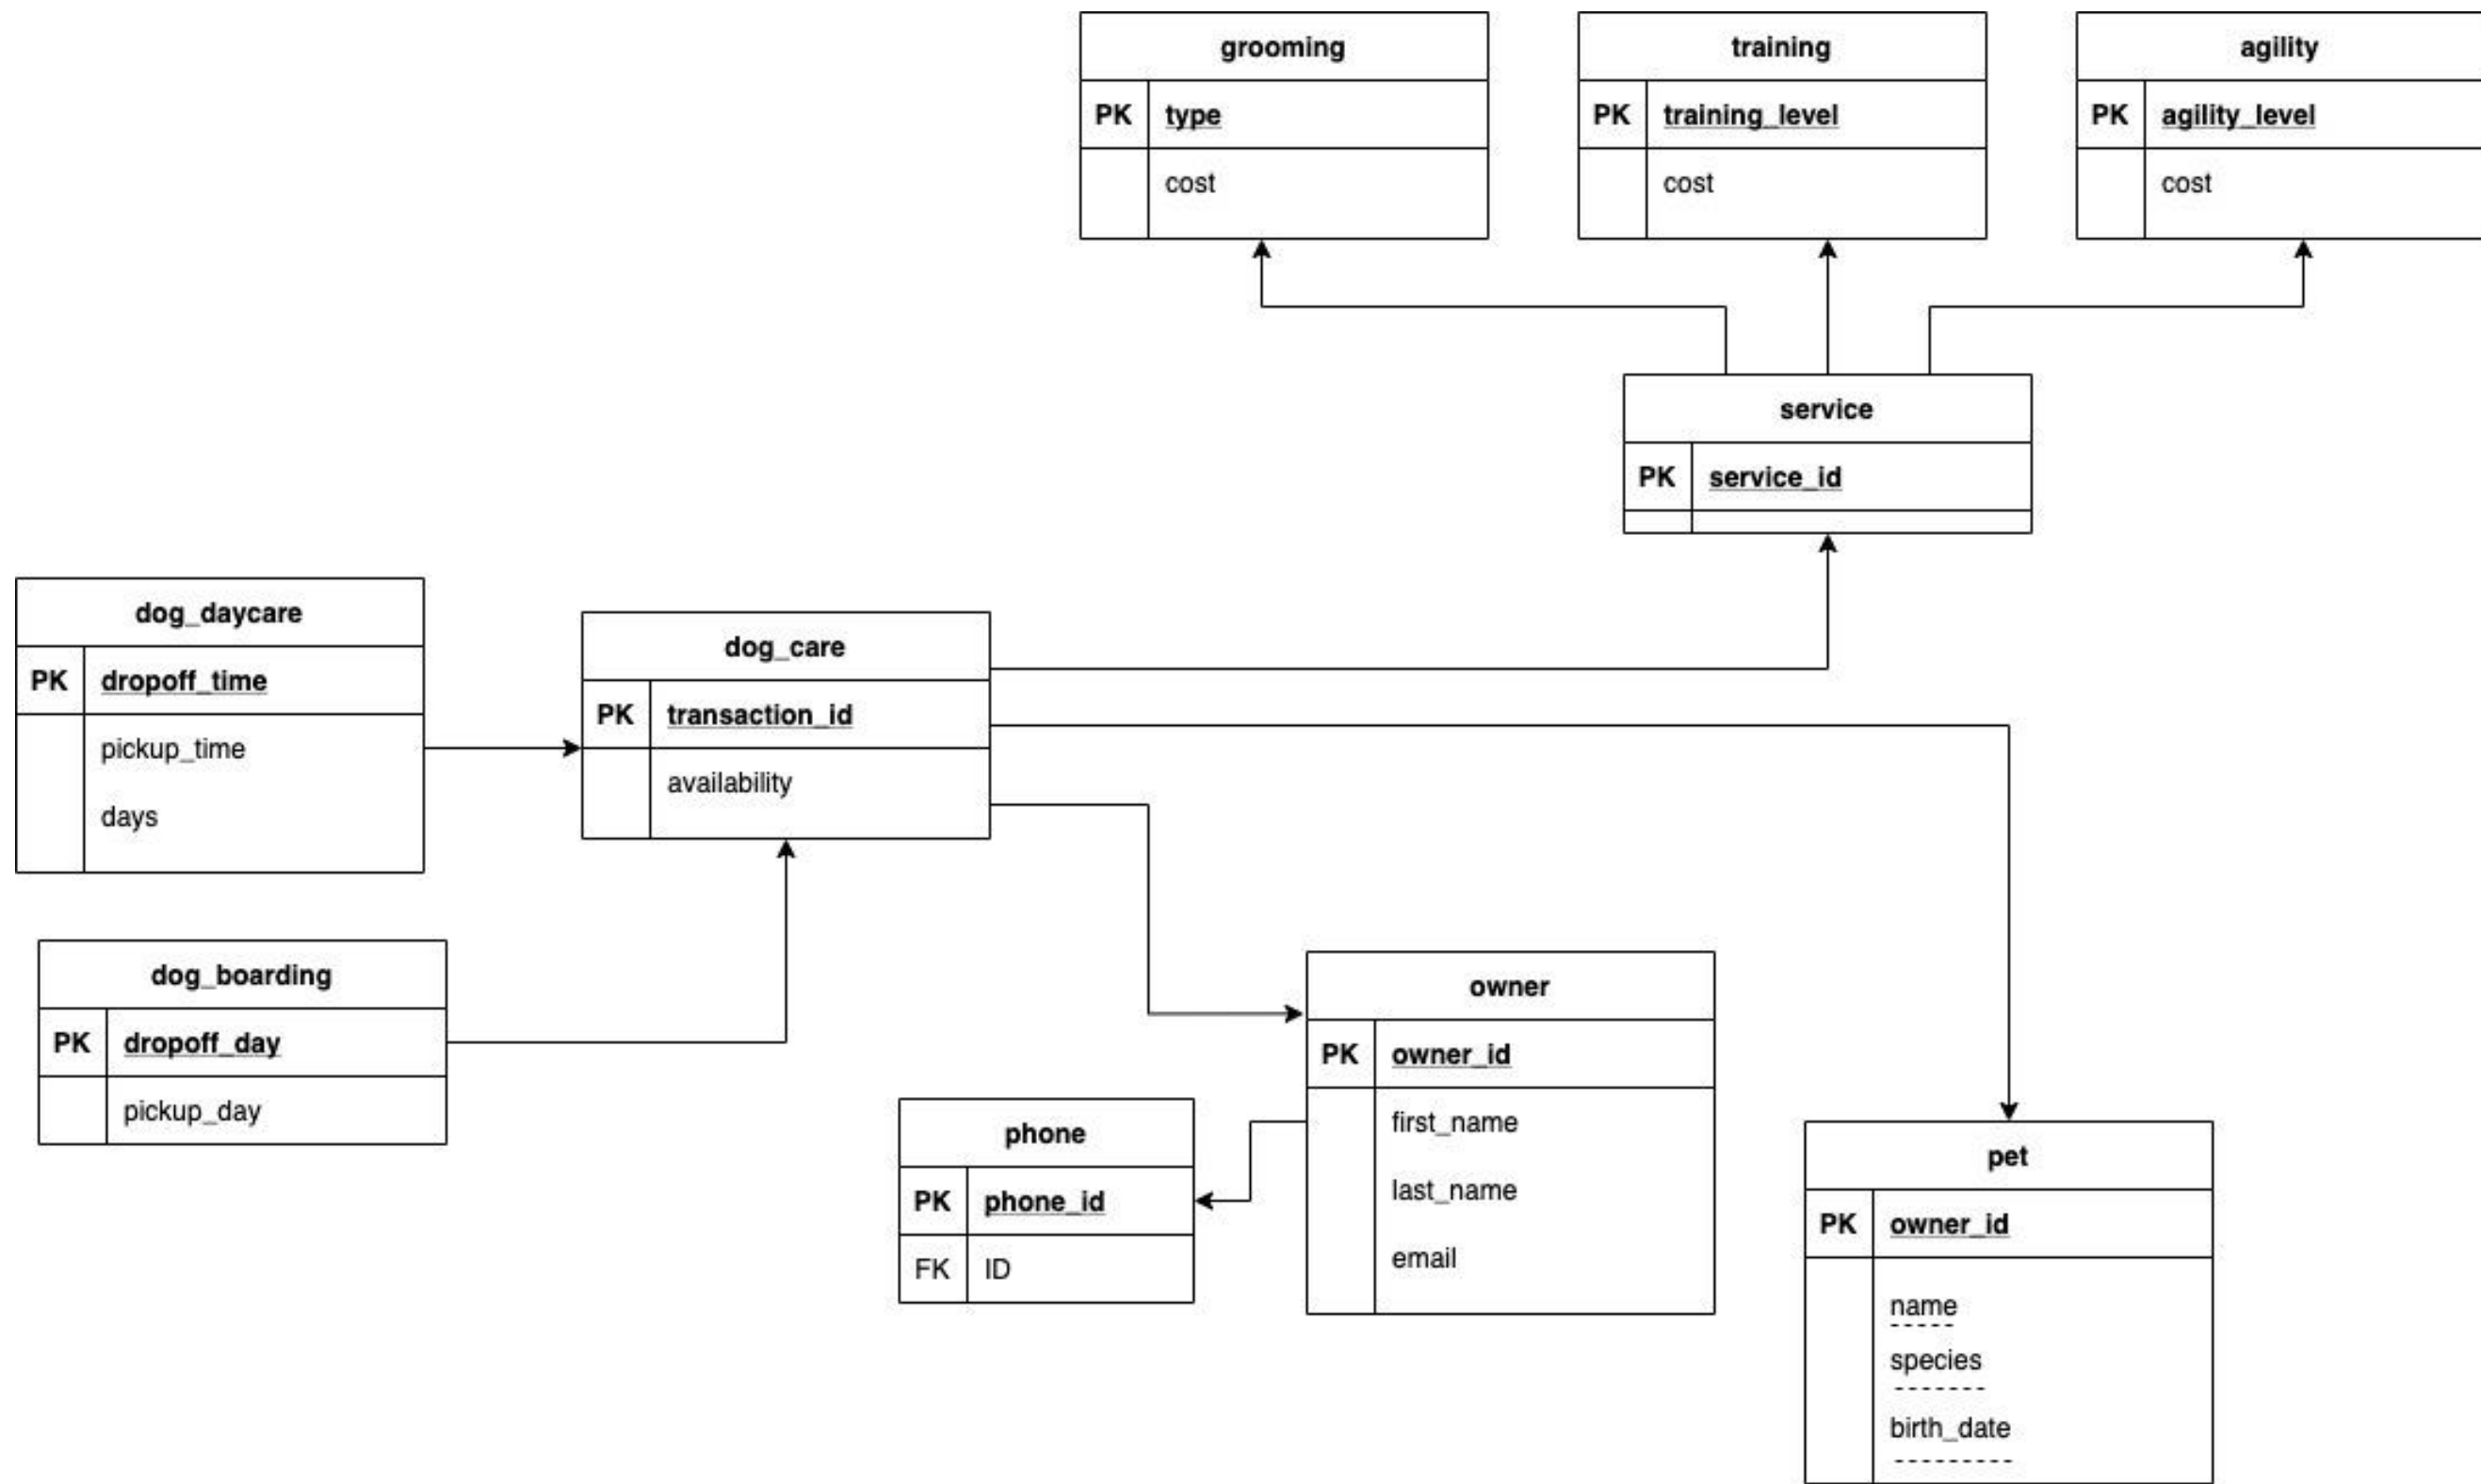 grooming
PK type
cost
training
PK training_level
cost
agility
PK agility_level
cost
service
PK service_id
dog_daycare
PK dropoff_time
pickup_time
days
dog_care
PK transaction_id
availability
dog_boarding
PK dropoff_day
pickup_day
owner
PK owner_id
first_name
last_name
email
phone
PK phone_id
FK ID
pet
PK owner_id
name
species
birth_date